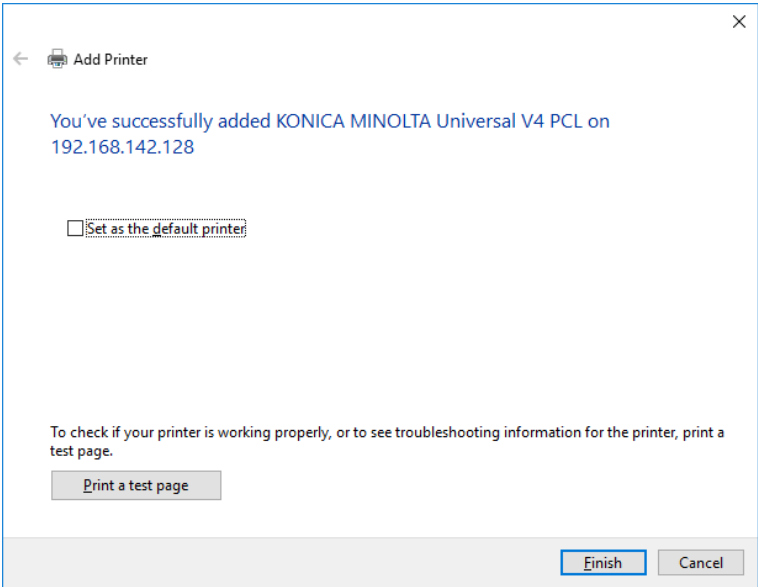 Add Printer
You've successfully added KONICA MINOLTA Universal V4 PCL on
192.168.142.128
Set as the default printer
To check if your printer is working properly, or to see troubleshooting information for the printer, print a
test page.
Print a test page
Finish
Cancel